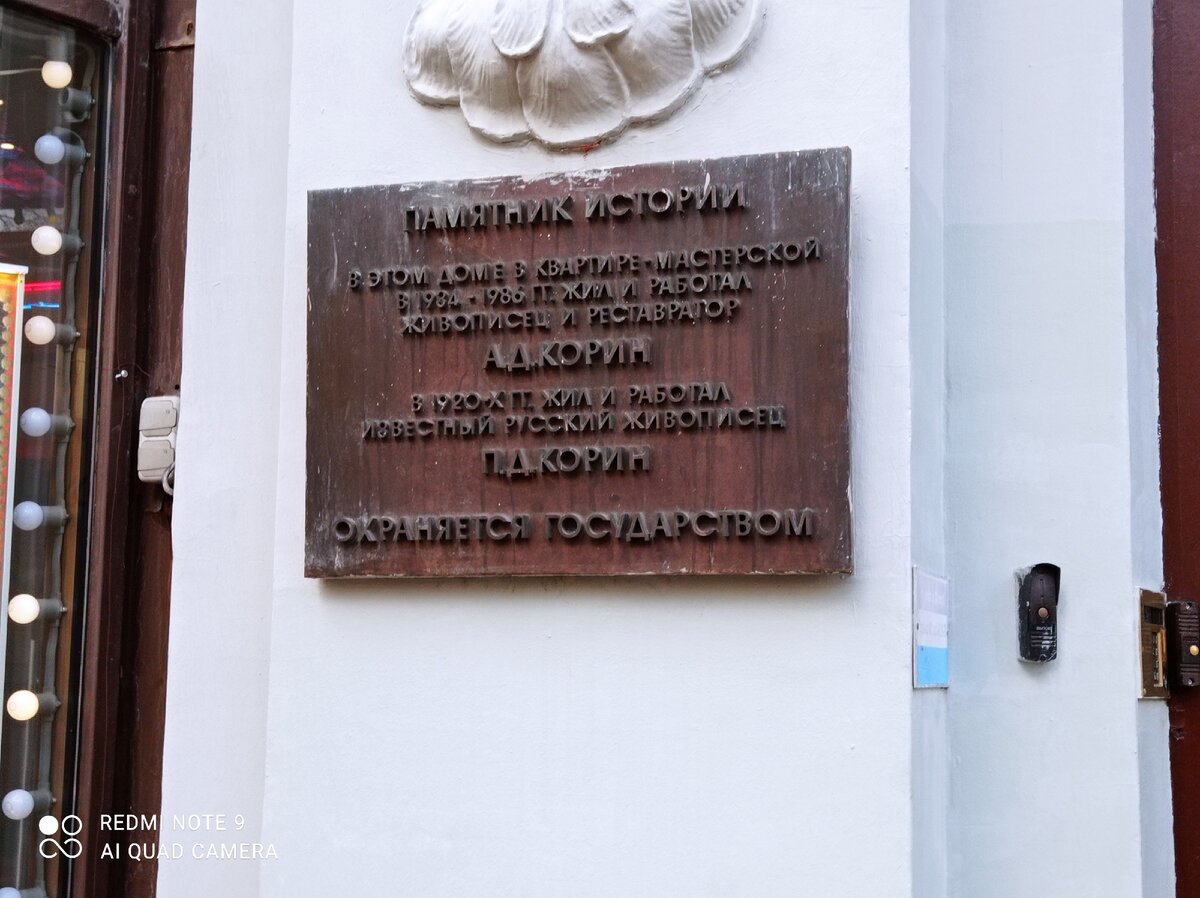 ПАМЯТНИК ИСТОРИИ
В ЭТОМ ДОМЕ В КВАРТИРЕ-МАСТЕРСКОЙ
В 1934 - 1986 ГГ. ЖИЛ И РАБОТАЛ
ЖИВОПИСЕЦ И РЕСТАВРАТОР
А.Д.КОРИН
В 1920-Х ГГ. ЖИЛ И РАБОТАЛ
ИЗВЕСТНЫЙ РУССКИЙ ЖИВОПИСЕЦ
П.Д.КОРИН
ОХРАНЯЕТСЯ ГОСУДАРСТВОМ
REDMI NOTE 9
AI QUAD CAMERA